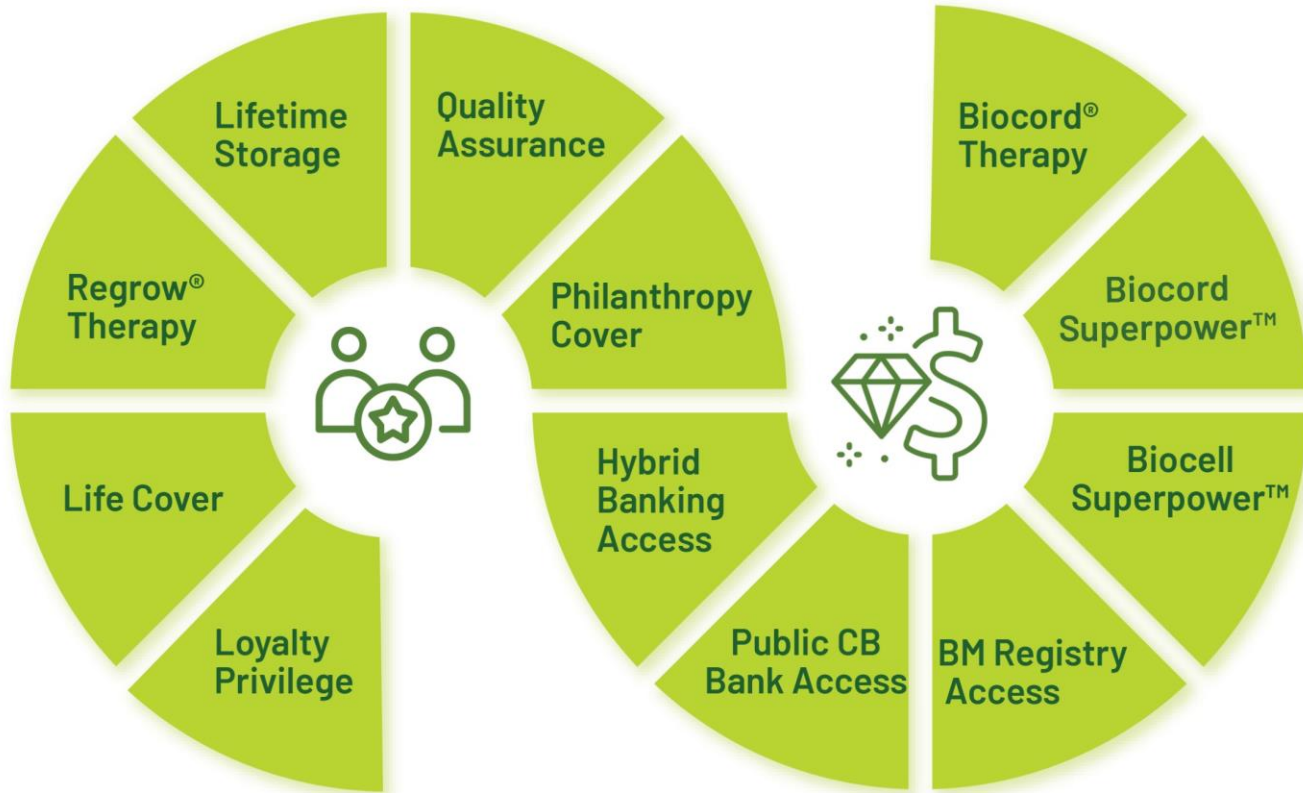 Lifetime
Storage
Quality
Assurance
Biocord®
Therapy
Regrow®
Therapy
Philanthropy
Cover
Biocord
Superpower™
Life Cover
Hybrid
Banking
Access
Biocell
Superpower™
Loyalty
Privilege
Public CB
Bank Access
BM Registry
Access